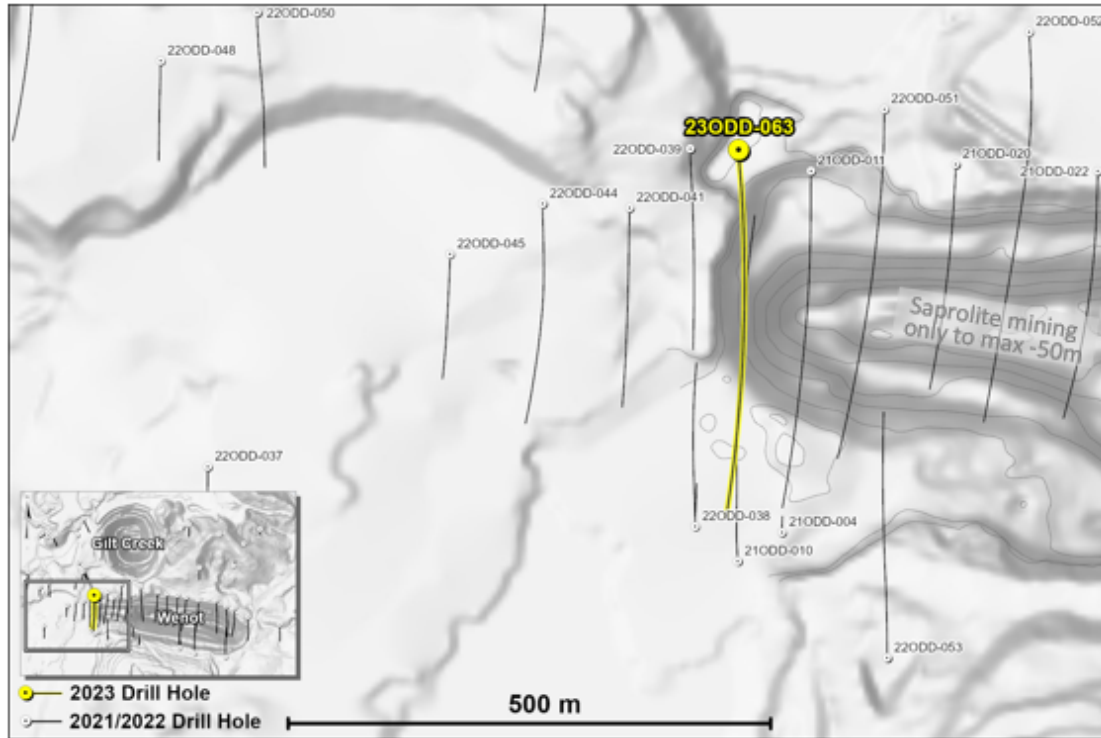 22ODD-050
22ODD-052
22ODD-048
22ODD-051
23ODD-063
22ODD-039
21ODD-011
21ODD-020
21ODD-022
22ODD-044
22ODD-041
22ODD-045
Saprolite mining
only to max -50m
22ODD-037
22ODD-038
21ODD-004
21ODD-010
Gilt Creek
Wenot
22ODD-053
2023 Drill Hole
2021/2022 Drill Hole
500 m